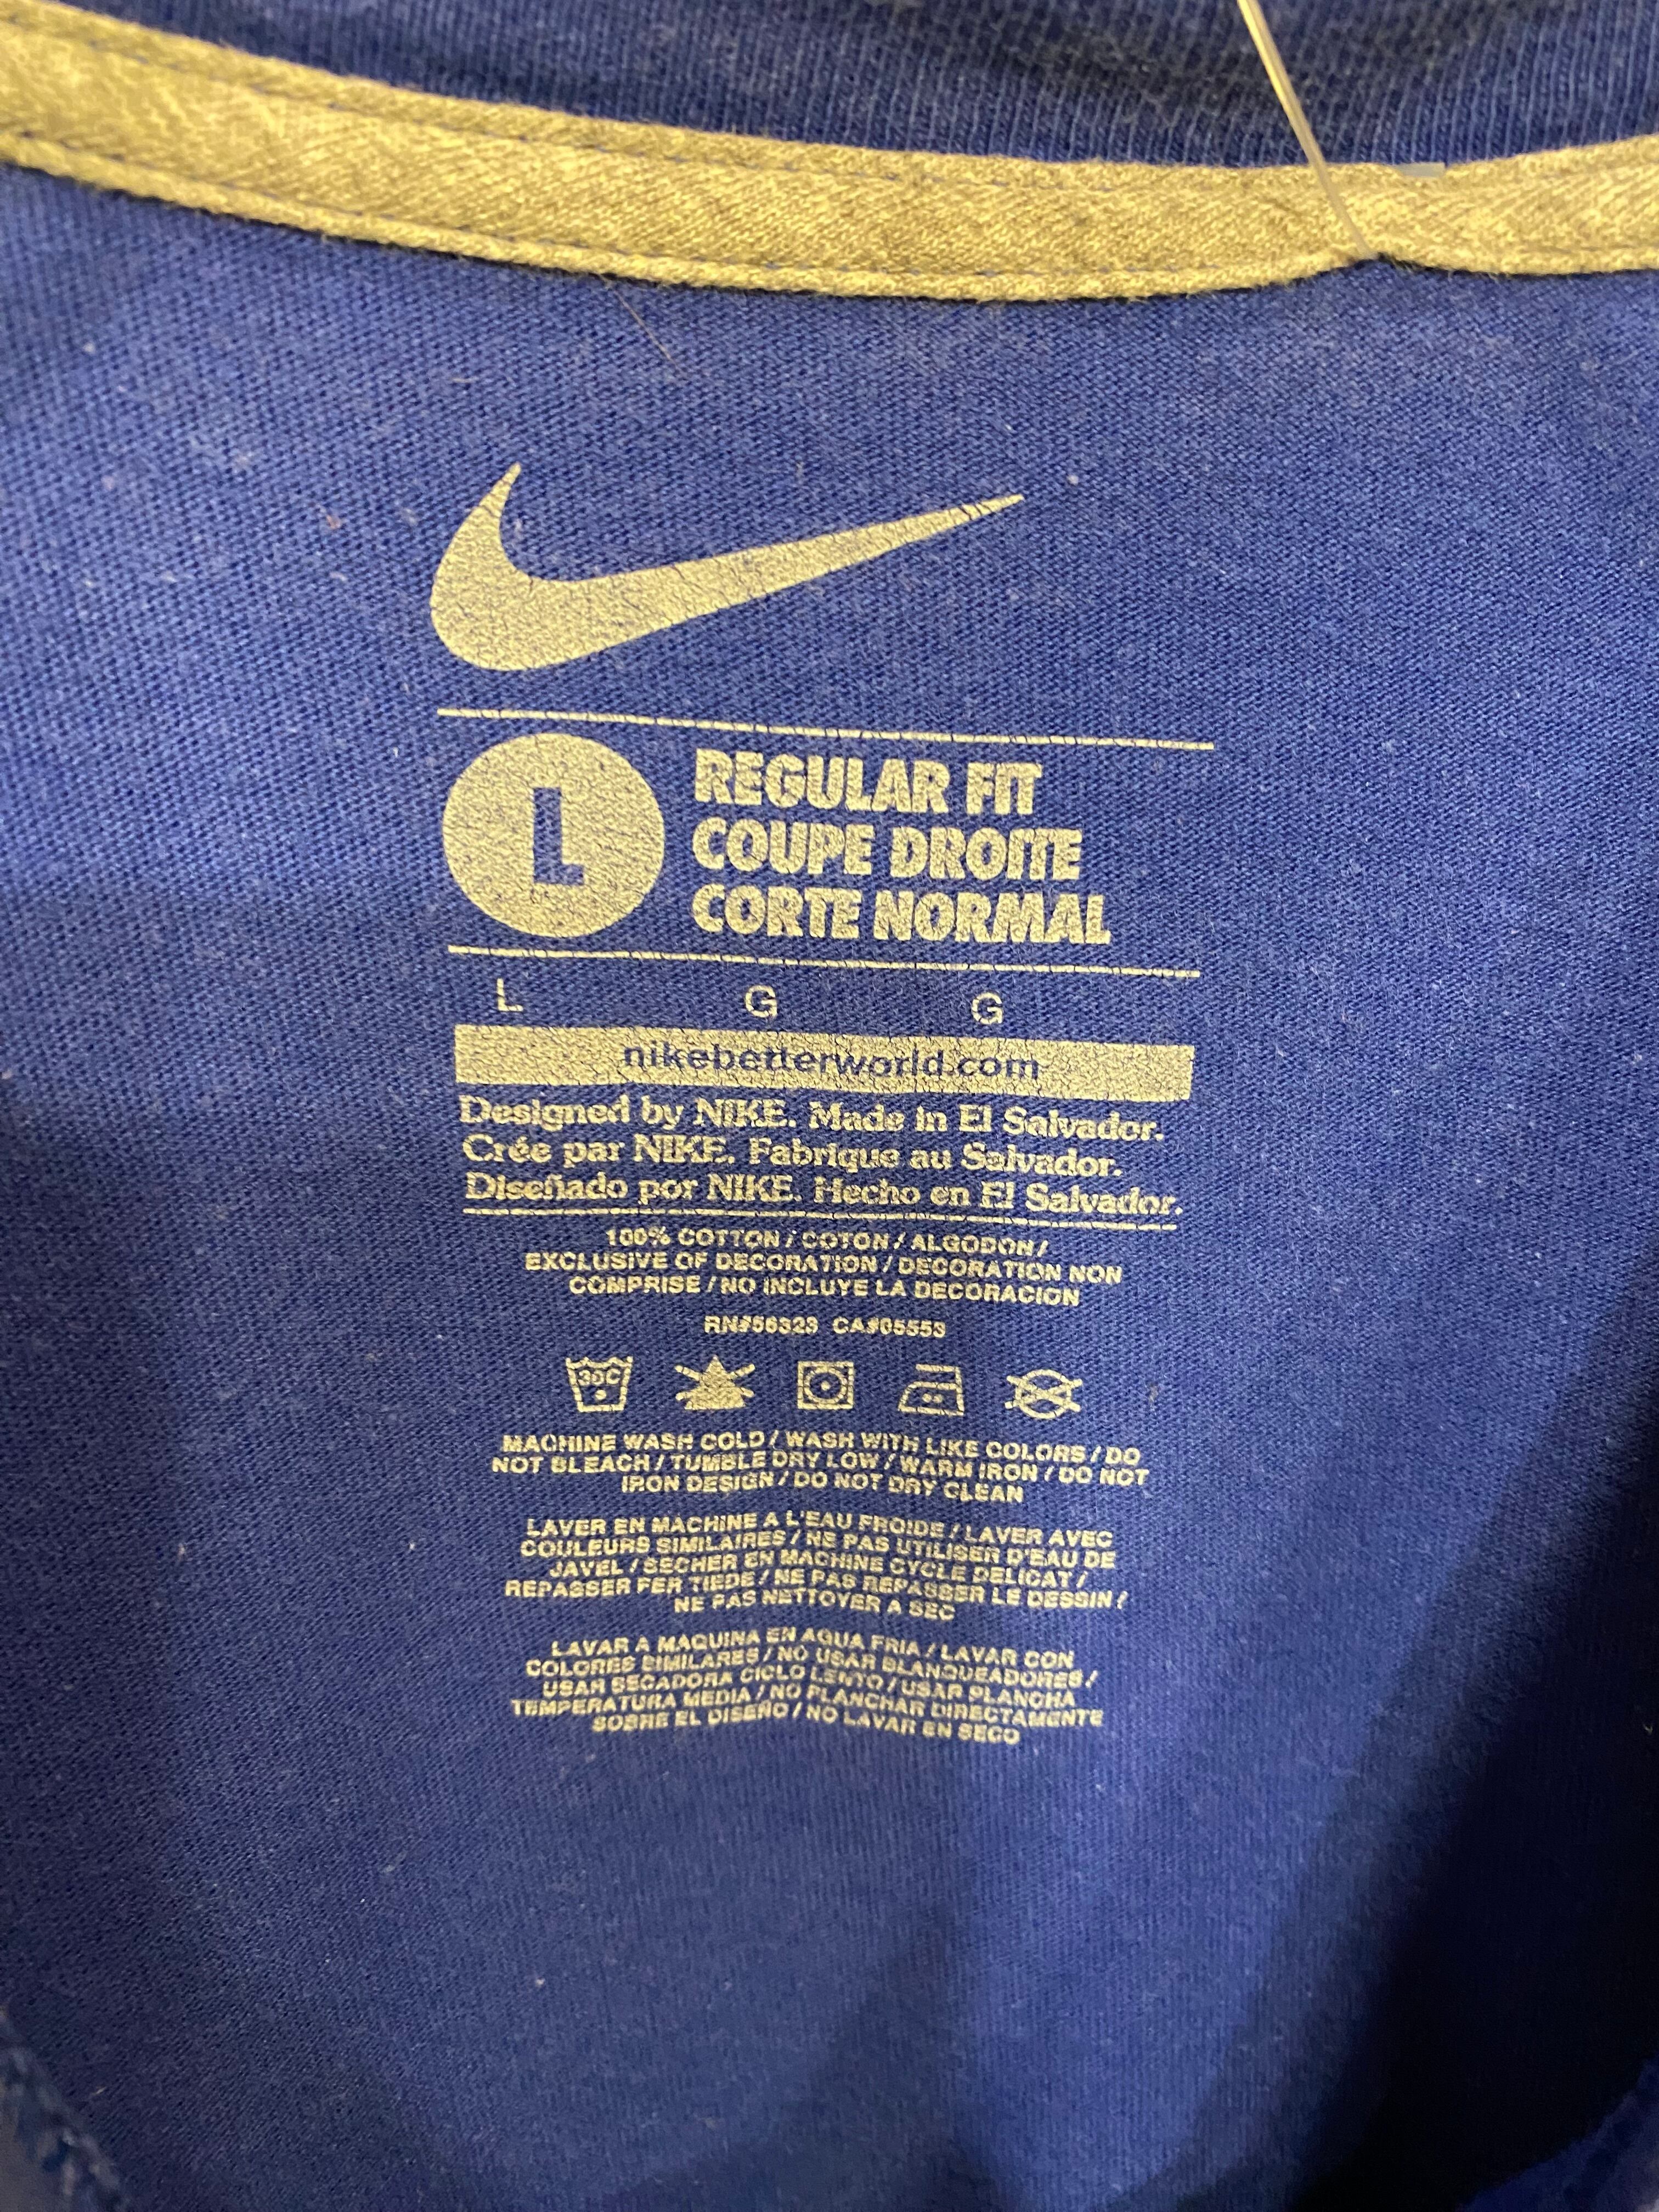 L
REGULAR FIT
COUPE DROITE
CORTE NORMAL
L G G
nikebetterworld.com
Designed by NIKE. Made in El Salvador.
Crée par NIKE. Fabrique au Salvador.
Diseñado por NIKE. Hecho en El Salvador.
100% COTTON / COTON / ALGODON /
EXCLUSIVE OF DECORATION / DECORATION NON
COMPRISE / NO INCLUYE LA DECORACION
RN#56323 CA#05553
30C
MACHINE WASH COLD / WASH WITH LIKE COLORS / DO
NOT BLEACH / TUMBLE DRY LOW / WARM IRON / DO NOT
IRON DESIGN / DO NOT DRY CLEAN
LAVER EN MACHINE A L'EAU FROIDE / LAVER AVEC
COULEURS SIMILAIRES / NE PAS UTILISER D'EAU DE
JAVEL / SECHER EN MACHINE CYCLE DELICAT /
REPASSER FER TIEDE / NE PAS REPASSER LE DESSIN /
NE PAS NETTOYER A SEC
LAVAR A MAQUINA EN AGUA FRIA / LAVAR CON
COLORES SIMILARES / NO USAR BLANQUEADORES /
USAR SECADORA CICLO LENTO / USAR PLANCHA
TEMPERATURA MEDIA / NO PLANCHAR DIRECTAMENTE
SOBRE EL DISEÑO / NO LAVAR EN SECO